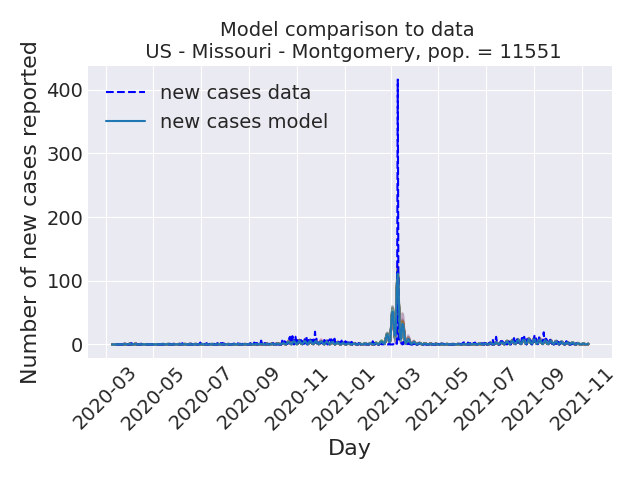 Model comparison to data
US - Missouri - Montgomery, pop. = 11551
new cases data
new cases model
Number of new cases reported
400
300
200
100
0
2020-03
2020-05
2020-07
2020-09
2020-11
2021-01
2021-03
2021-05
2021-07
2021-09
2021-11
Day